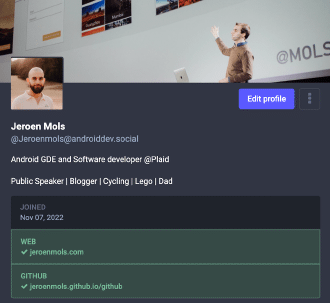 @MOLS
Edit profile
Jeroen Mols
@Jeroenmols@androiddev.social
Android GDE and Software developer @Plaid
Public Speaker | Blogger | Cycling | Lego | Dad
JOINED
Nov 07, 2022
WEB
✓ jeroenmols.com
GITHUB
✓ jeroenmols.github.io/github